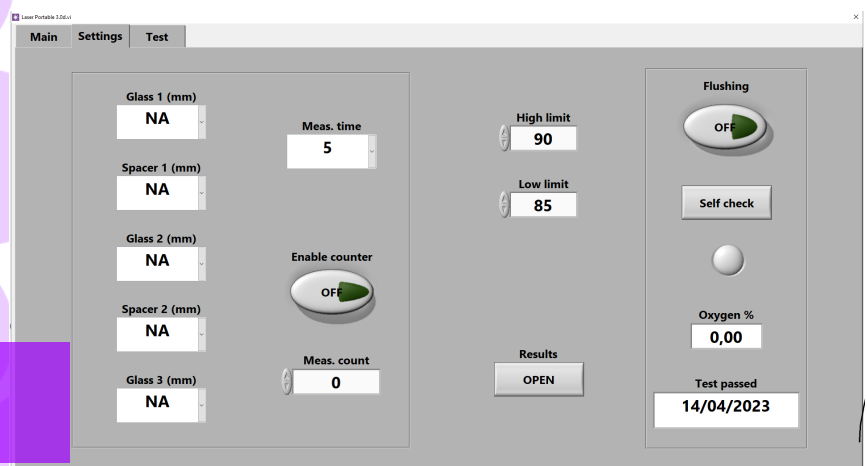 Laser Portable 3.0d.vi
Main Settings Test
Glass 1 (mm)
NA
Spacer 1 (mm)
NA
Glass 2 (mm)
NA
Spacer 2 (mm)
NA
Glass 3 (mm)
NA
Meas. time
5
Enable counter
OFF
Meas. count
0
High limit
90
Low limit
85
Results
OPEN
Flushing
OFF
Self check
Oxygen %
0,00
Test passed
14/04/2023